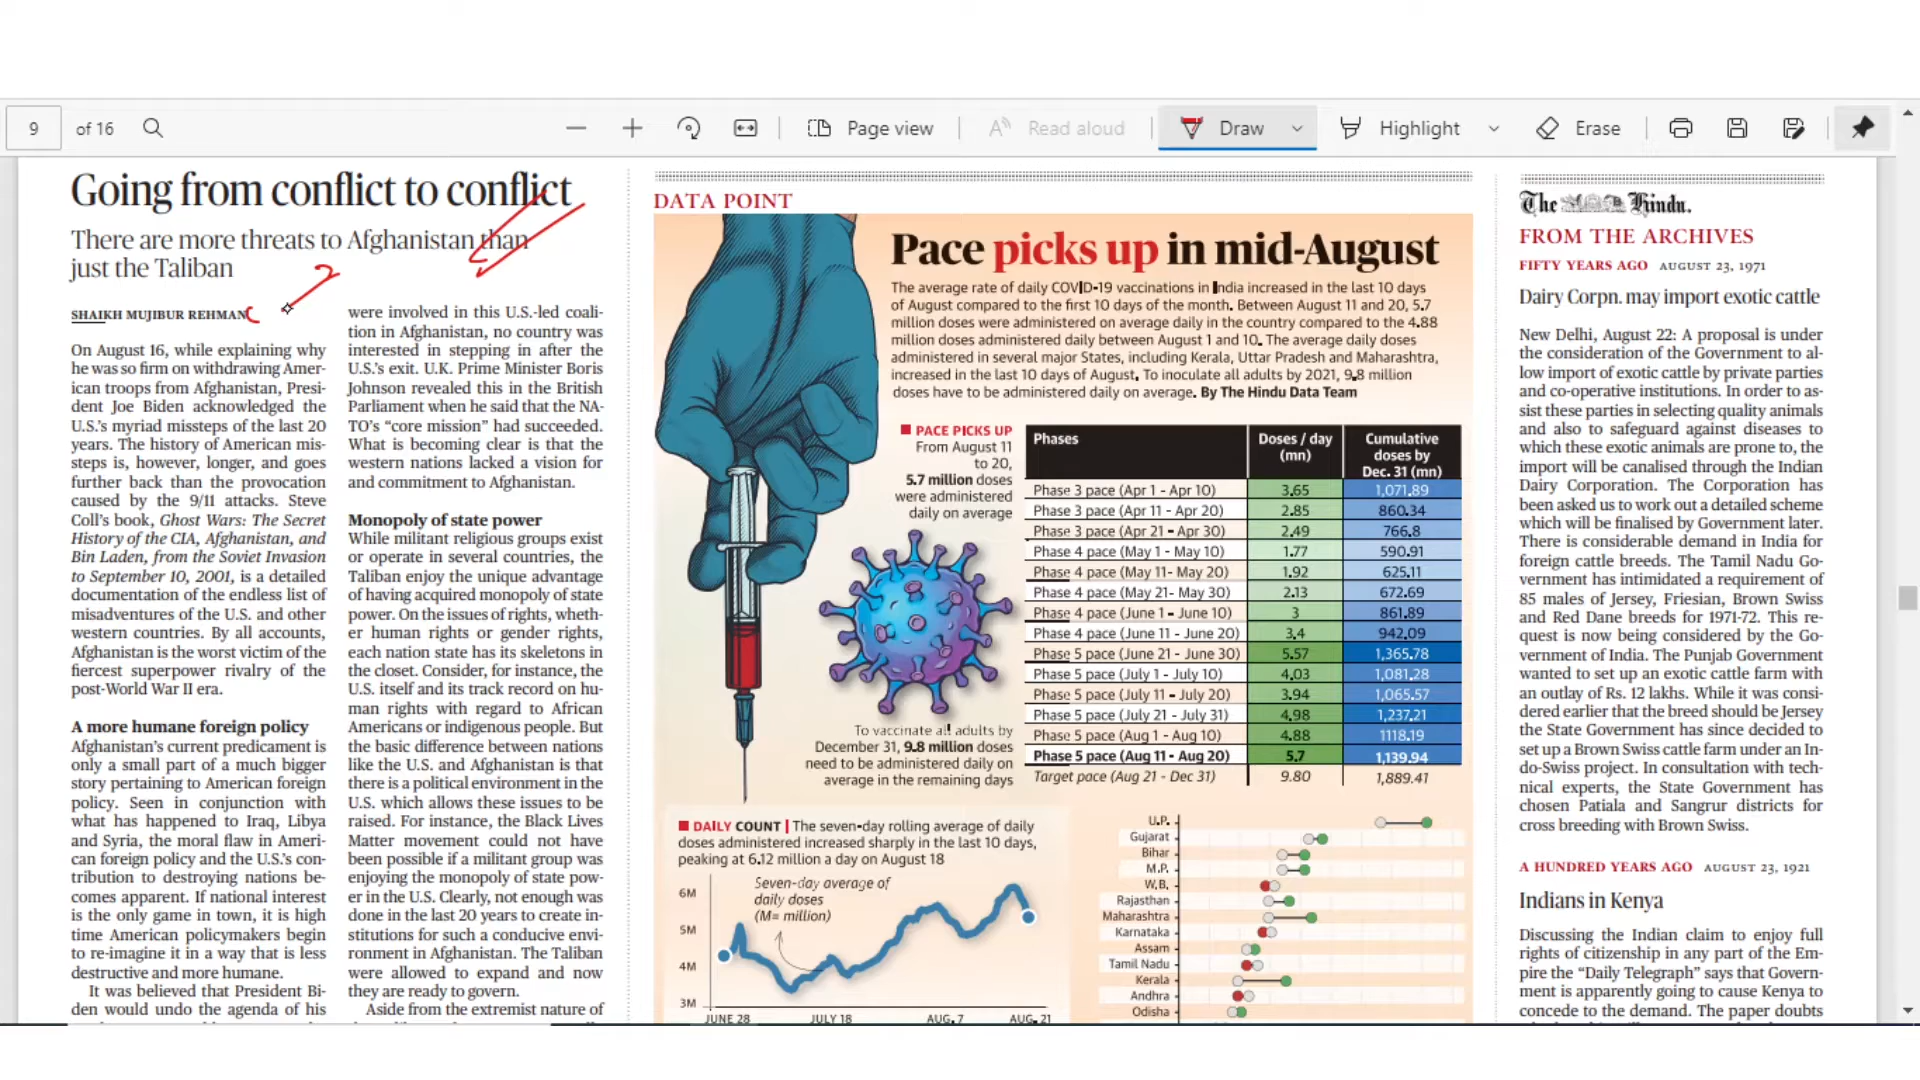 9
of 16
Page view
Read aloud
Draw
Highlight
Erase
Going from conflict to conflict
There are more threats to Afghanistan than
just the Taliban
SHAIKH MUJIBUR REHMAN
On August 16, while explaining why
he was so firm on withdrawing Amer-
ican troops from Afghanistan, Presi-
dent Joe Biden acknowledged the
U.S.'s myriad missteps of the last 20
years. The history of American mis-
steps is, however, longer, and goes
further back than the provocation
caused by the 9/11 attacks. Steve
Coll's book, Ghost Wars: The Secret
History of the CIA, Afghanistan, and
Bin Laden, from the Soviet Invasion
to September 10, 2001, is a detailed
documentation of the endless list of
misadventures of the U.S. and other
western countries. By all accounts,
Afghanistan is the worst victim of the
fiercest superpower rivalry of the
post-World War II era.
A more humane foreign policy
Afghanistan's current predicament is
only a small part of a much bigger
story pertaining to American foreign
policy. Seen in conjunction with
what has happened to Iraq, Libya
and Syria, the moral flaw in Ameri-
can foreign policy and the U.S.'s con-
tribution to destroying nations be-
comes apparent. If national interest
is the only game in town, it is high
time American policymakers begin
to re-imagine it in a way that is less
destructive and more humane.
It was believed that President Bi-
den would undo the agenda of his
were involved in this U.S.-led coali-
tion in Afghanistan, no country was
interested in stepping in after the
U.S.'s exit. U.K. Prime Minister Boris
Johnson revealed this in the British
Parliament when he said that the NA-
TO's "core mission" had succeeded.
What is becoming clear is that the
western nations lacked a vision for
and commitment to Afghanistan.
Monopoly of state power
While militant religious groups exist
or operate in several countries, the
Taliban enjoy the unique advantage
of having acquired monopoly of state
power. On the issues of rights, wheth-
er human rights or gender rights,
each nation state has its skeletons in
the closet. Consider, for instance, the
U.S. itself and its track record on hu-
man rights with regard to African
Americans or indigenous people. But
the basic difference between nations
like the U.S. and Afghanistan is that
there is a political environment in the
U.S. which allows these issues to be
raised. For instance, the Black Lives
Matter movement could not have
been possible if a militant group was
enjoying the monopoly of state pow-
er in the U.S. Clearly, not enough was
done in the last 20 years to create in-
stitutions for such a conducive envi-
ronment in Afghanistan. The Taliban
were allowed to expand and now
they are ready to govern.
Aside from the extremist nature of
DATA POINT
Pace picks up in mid-August
The average rate of daily COVID-19 vaccinations in India increased in the last 10 days
of August compared to the first 10 days of the month. Between August 11 and 20, 5.7
million doses were administered on average daily in the country compared to the 4.88
million doses administered daily between August 1 and 10. The average daily doses
administered in several major States, including Kerala, Uttar Pradesh and Maharashtra,
increased in the last 10 days of August. To inoculate all adults by 2021, 9.8 million
doses have to be administered daily on average. By The Hindu Data Team
PACE PICKS UP
From August 11
to 20,
5.7 million doses
were administered
daily on average
Phases Doses / day (mn) Cumulative doses by Dec. 31 (mn)
Phase 3 pace (Apr 1 - Apr 10) 3.65 1,071.89
Phase 3 pace (Apr 11 - Apr 20) 2.85 860.34
Phase 3 pace (Apr 21 - Apr 30) 2.49 766.8
Phase 4 pace (May 1 - May 10) 1.77 590.91
Phase 4 pace (May 11- May 20) 1.92 625.11
Phase 4 pace (May 21- May 30) 2.13 672.69
Phase 4 pace (June 1 - June 10) 3 861.89
Phase 4 pace (June 11 - June 20) 3.4 942.09
Phase 5 pace (June 21 - June 30) 5.57 1,365.78
Phase 5 pace (July 1 - July 10) 4.03 1,081.28
Phase 5 pace (July 11 - July 20) 3.94 1,065.57
Phase 5 pace (July 21 - July 31) 4.98 1,237.21
Phase 5 pace (Aug 1 - Aug 10) 4.88 1118.19
Phase 5 pace (Aug 11 - Aug 20) 5.7 1,139.94
Target pace (Aug 21 - Dec 31) 9.80 1,889.41
To vaccinate all adults by
December 31, 9.8 million doses
need to be administered daily on
average in the remaining days
DAILY COUNT | The seven-day rolling average of daily
doses administered increased sharply in the last 10 days,
peaking at 6.12 million a day on August 18
Seven-day average of
daily doses
(M= million)
6M
5M
4M
3M
JUNE 28 JULY 18 AUG. 7 AUG. 21
U.P.
Gujarat
Bihar
M.P.
W.B.
Rajasthan
Maharashtra
Karnataka
Assam
Tamil Nadu
Kerala
Andhra
Odisha
The Hindu.
FROM THE ARCHIVES
FIFTY YEARS AGO AUGUST 23, 1971
Dairy Corpn. may import exotic cattle
New Delhi, August 22: A proposal is under
the consideration of the Government to al-
low import of exotic cattle by private parties
and co-operative institutions. In order to as-
sist these parties in selecting quality animals
and also to safeguard against diseases to
which these exotic animals are prone to, the
import will be canalised through the Indian
Dairy Corporation. The Corporation has
been asked us to work out a detailed scheme
which will be finalised by Government later.
There is considerable demand in India for
foreign cattle breeds. The Tamil Nadu Go-
vernment has intimidated a requirement of
85 males of Jersey, Friesian, Brown Swiss
and Red Dane breeds for 1971-72. This re-
quest is now being considered by the Go-
vernment of India. The Punjab Government
wanted to set up an exotic cattle farm with
an outlay of Rs. 12 lakhs. While it was consi-
dered earlier that the breed should be Jersey
the State Government has since decided to
set up a Brown Swiss cattle farm under an In-
do-Swiss project. In consultation with tech-
nical experts, the State Government has
chosen Patiala and Sangrur districts for
cross breeding with Brown Swiss.
A HUNDRED YEARS AGO AUGUST 23, 1921
Indians in Kenya
Discussing the Indian claim to enjoy full
rights of citizenship in any part of the Em-
pire the "Daily Telegraph" says that Govern-
ment is apparently going to cause Kenya to
concede to the demand. The paper doubts